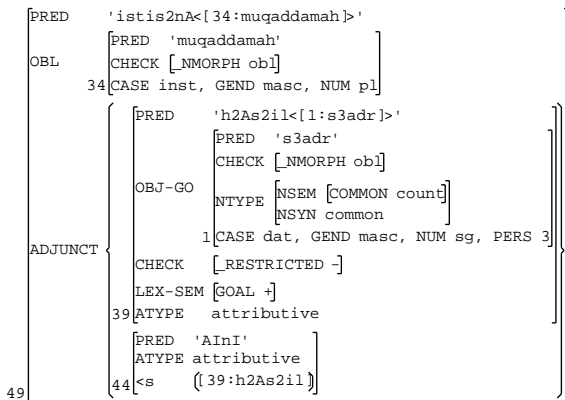 PRED 'istis2nA<[34:muqaddamah]>'
PRED 'muqaddamah'
OBL CHECK [_NMORPH obl]
34 CASE inst, GEND masc, NUM pl
PRED 'h2As2il<[1:s3adr]>'
PRED 's3adr'
CHECK [_NMORPH obl]
OBJ-GO
NTYPE NSEM [COMMON count]
NSYN common
1 CASE dat, GEND masc, NUM sg, PERS 3
ADJUNCT
CHECK [_RESTRICTED -]
LEX-SEM [GOAL +]
39 ATYPE attributive
PRED 'AInI'
ATYPE attributive
44 <s ([39:h2As2il])
49